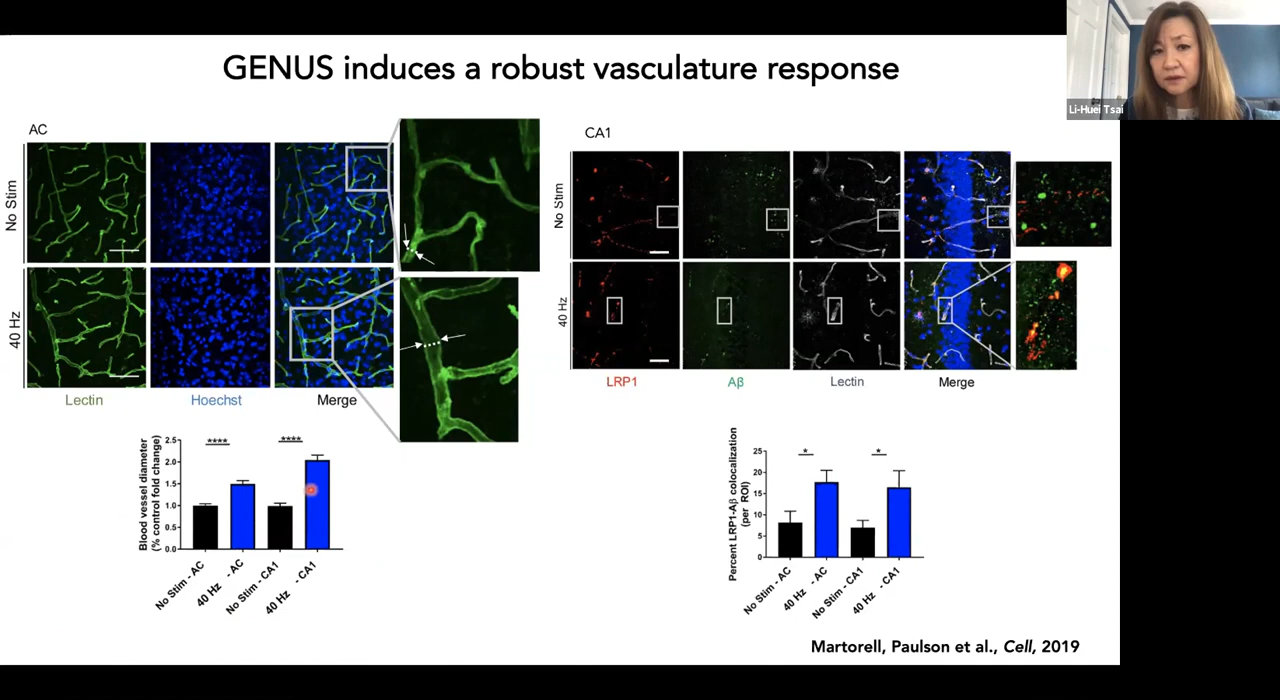 GENUS induces a robust vasculature response
Li-Huei Tsai
AC
No Stim
40 Hz
Lectin
Hoechst
Merge
CA1
No Stim
40 Hz
LRP1
Aβ
Lectin
Merge
Blood vessel diameter
(% control fold change)
2.5
2.0
1.5
1.0
0.5
0.0
****
****
No Stim - AC
40 Hz - AC
No Stim - CA1
40 Hz - CA1
Percent LRP1-Aβ colocalization
(per ROI)
25
20
15
10
5
0
*
*
No Stim - AC
40 Hz - AC
No Stim - CA1
40 Hz - CA1
Martorell, Paulson et al., Cell, 2019